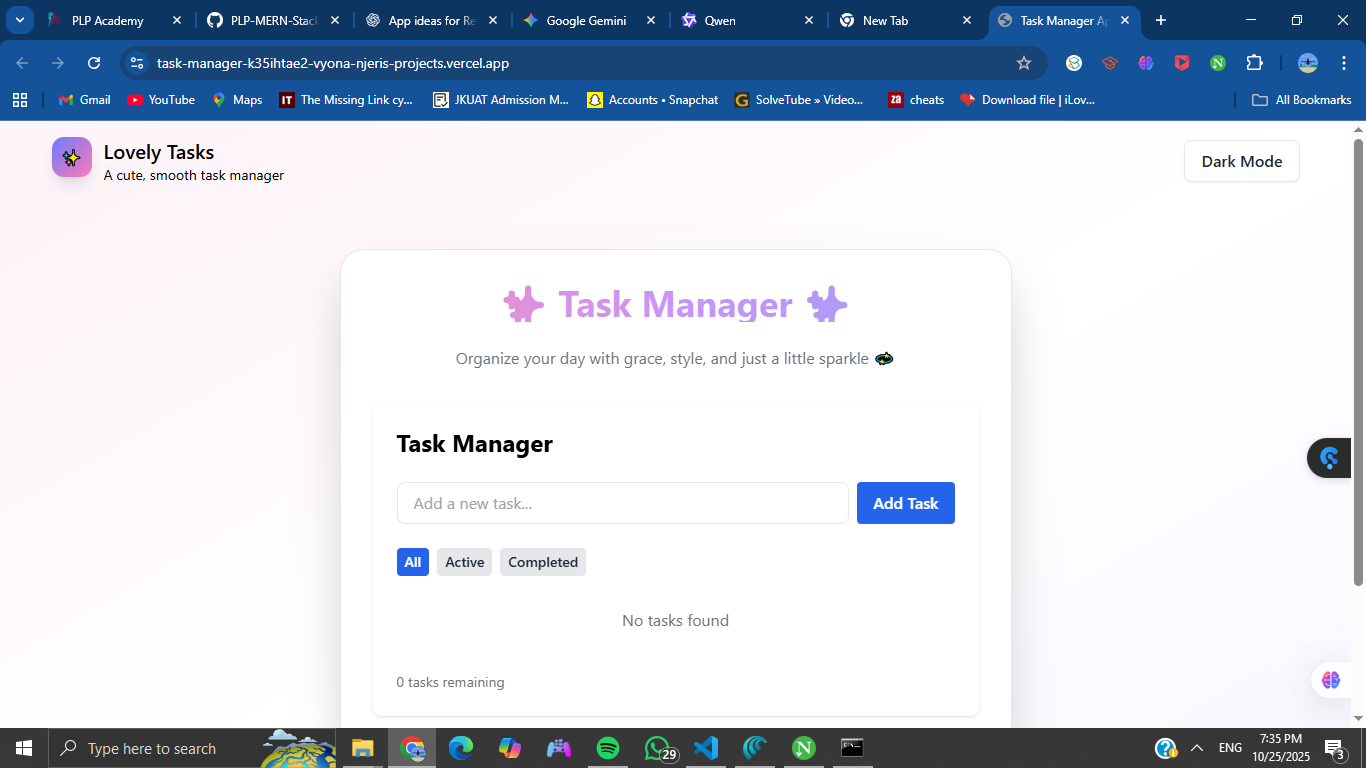 PLP Academy
PLP-MERN-Stac
App ideas for Re
Google Gemini
Qwen
New Tab
Task Manager Ap
task-manager-k35ihtae2-vyona-njeris-projects.vercel.app
Gmail
YouTube
Maps
The Missing Link cy...
JKUAT Admission M...
Accounts • Snapchat
SolveTube » Video...
cheats
Download file | iLov...
All Bookmarks
Lovely Tasks
A cute, smooth task manager
Dark Mode
Task Manager
Organize your day with grace, style, and just a little sparkle
Task Manager
Add a new task...
Add Task
All
Active
Completed
No tasks found
0 tasks remaining
Type here to search
29
ENG
7:35 PM
10/25/2025
3